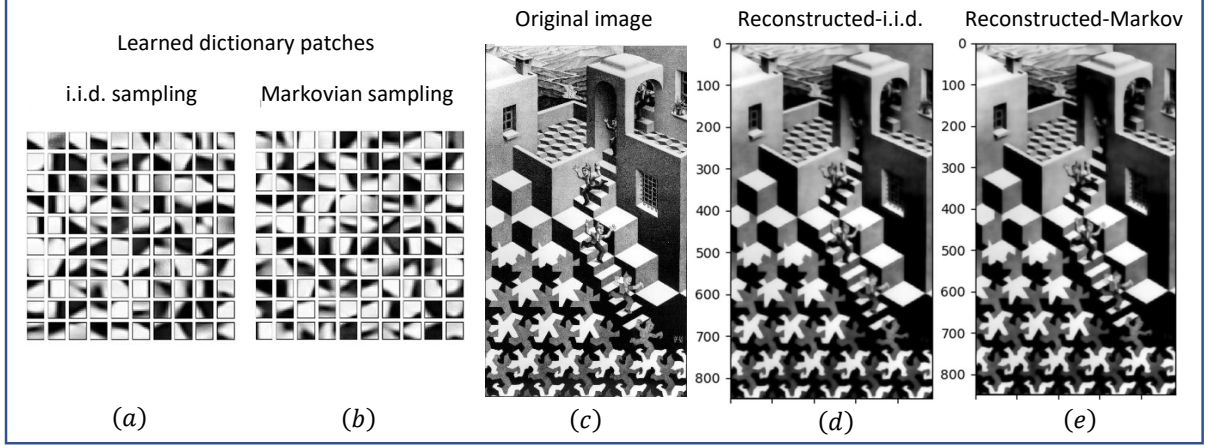 Learned dictionary patches
i.i.d. sampling
Markovian sampling
Original image
Reconstructed-i.i.d.
Reconstructed-Markov
0
100
200
300
400
500
600
700
800
0
100
200
300
400
500
600
700
800
(a)
(b)
(c)
(d)
(e)